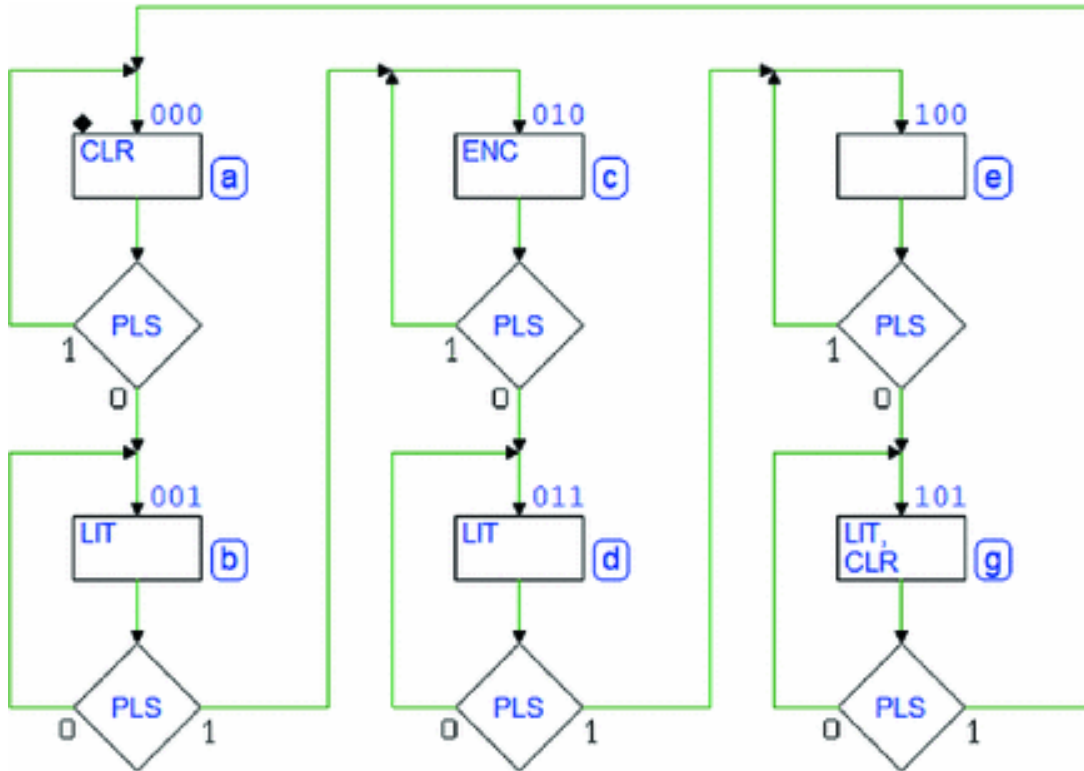 000 010 100
CLR ENC
a c e
PLS PLS PLS
1 1 1
0 0 0
001 011 101
LIT LIT LIT,
CLR
b d g
PLS PLS PLS
0 1 0 1 0 1